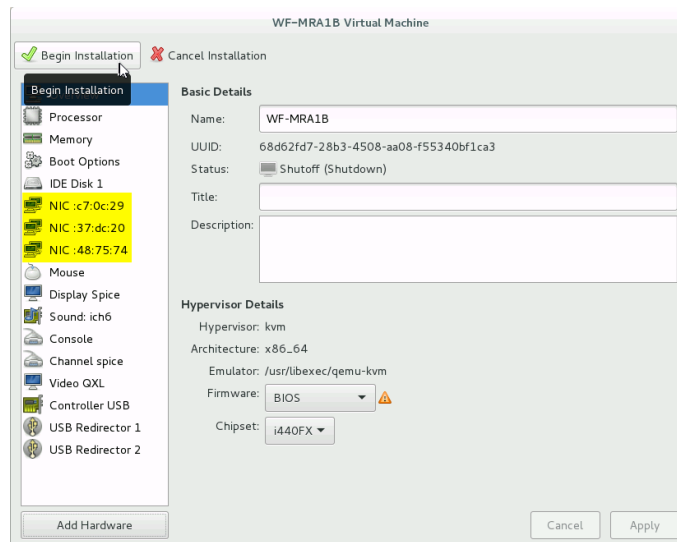 WF-MRA1B Virtual Machine
Begin Installation
Cancel Installation
Begin Installation
Processor
Memory
Boot Options
IDE Disk 1
NIC :c7:0c:29
NIC :37:dc:20
NIC :48:75:74
Mouse
Display Spice
Sound: ich6
Console
Channel spice
Video QXL
Controller USB
USB Redirector 1
USB Redirector 2
Add Hardware
Basic Details
Name: WF-MRA1B
UUID: 68d62fd7-28b3-4508-aa08-f55340bf1ca3
Status: Shutoff (Shutdown)
Title:
Description:
Hypervisor Details
Hypervisor: kvm
Architecture: x86_64
Emulator: /usr/libexec/qemu-kvm
Firmware: BIOS
Chipset: i440FX
Cancel
Apply